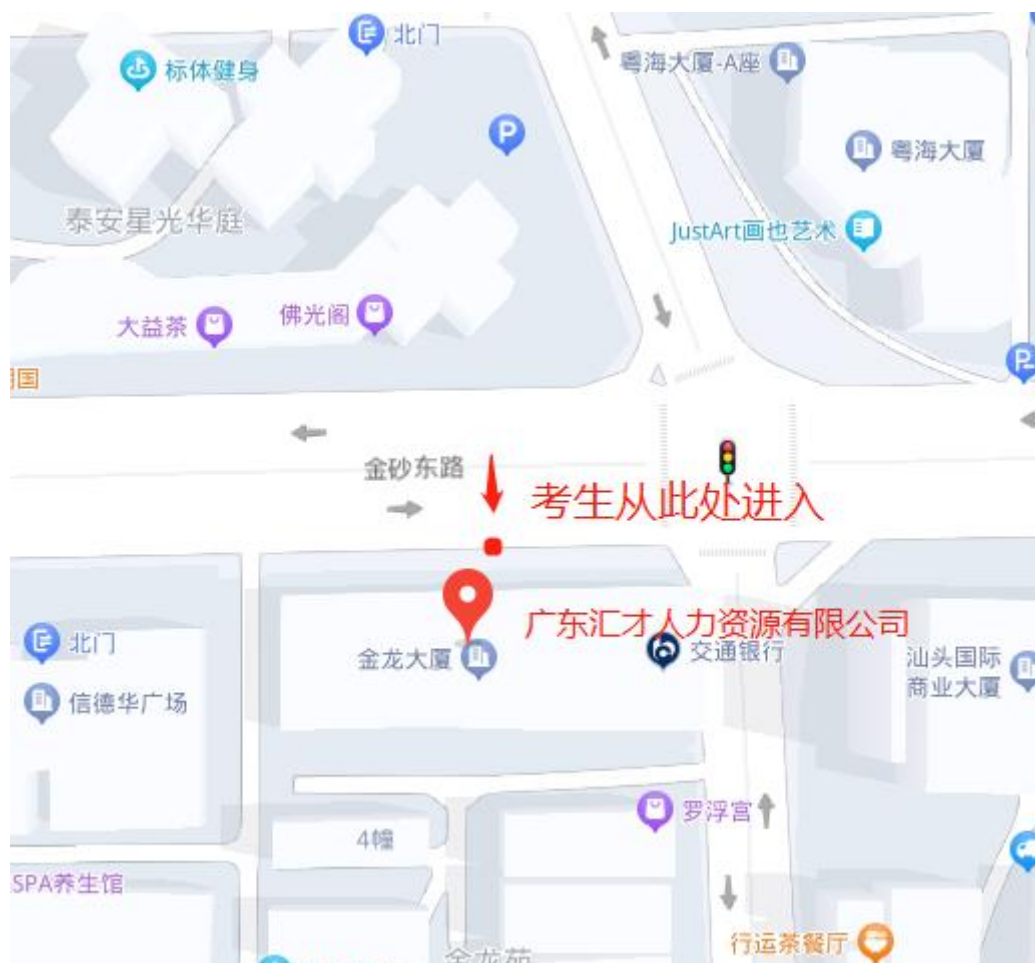 北门
标体健身
粤海大厦-A座
P
粤海大厦
泰安星光华庭
JustArt画也艺术
大益茶
佛光阁
P
国
金砂东路
考生从此处进入
广东汇才人力资源有限公司
北门
金龙大厦
交通银行
汕头国际
商业大厦
信德华广场
罗浮宫
4幢
SPA养生馆
行运茶餐厅
金龙苑